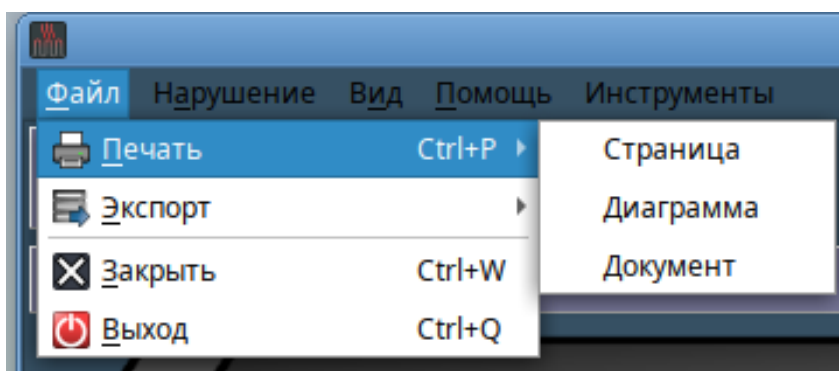 Файл Нарушение Вид Помощь Инструменты
Печать Ctrl+P Страница
Экспорт Диаграмма
Закрыть Ctrl+W Документ
Выход Ctrl+Q